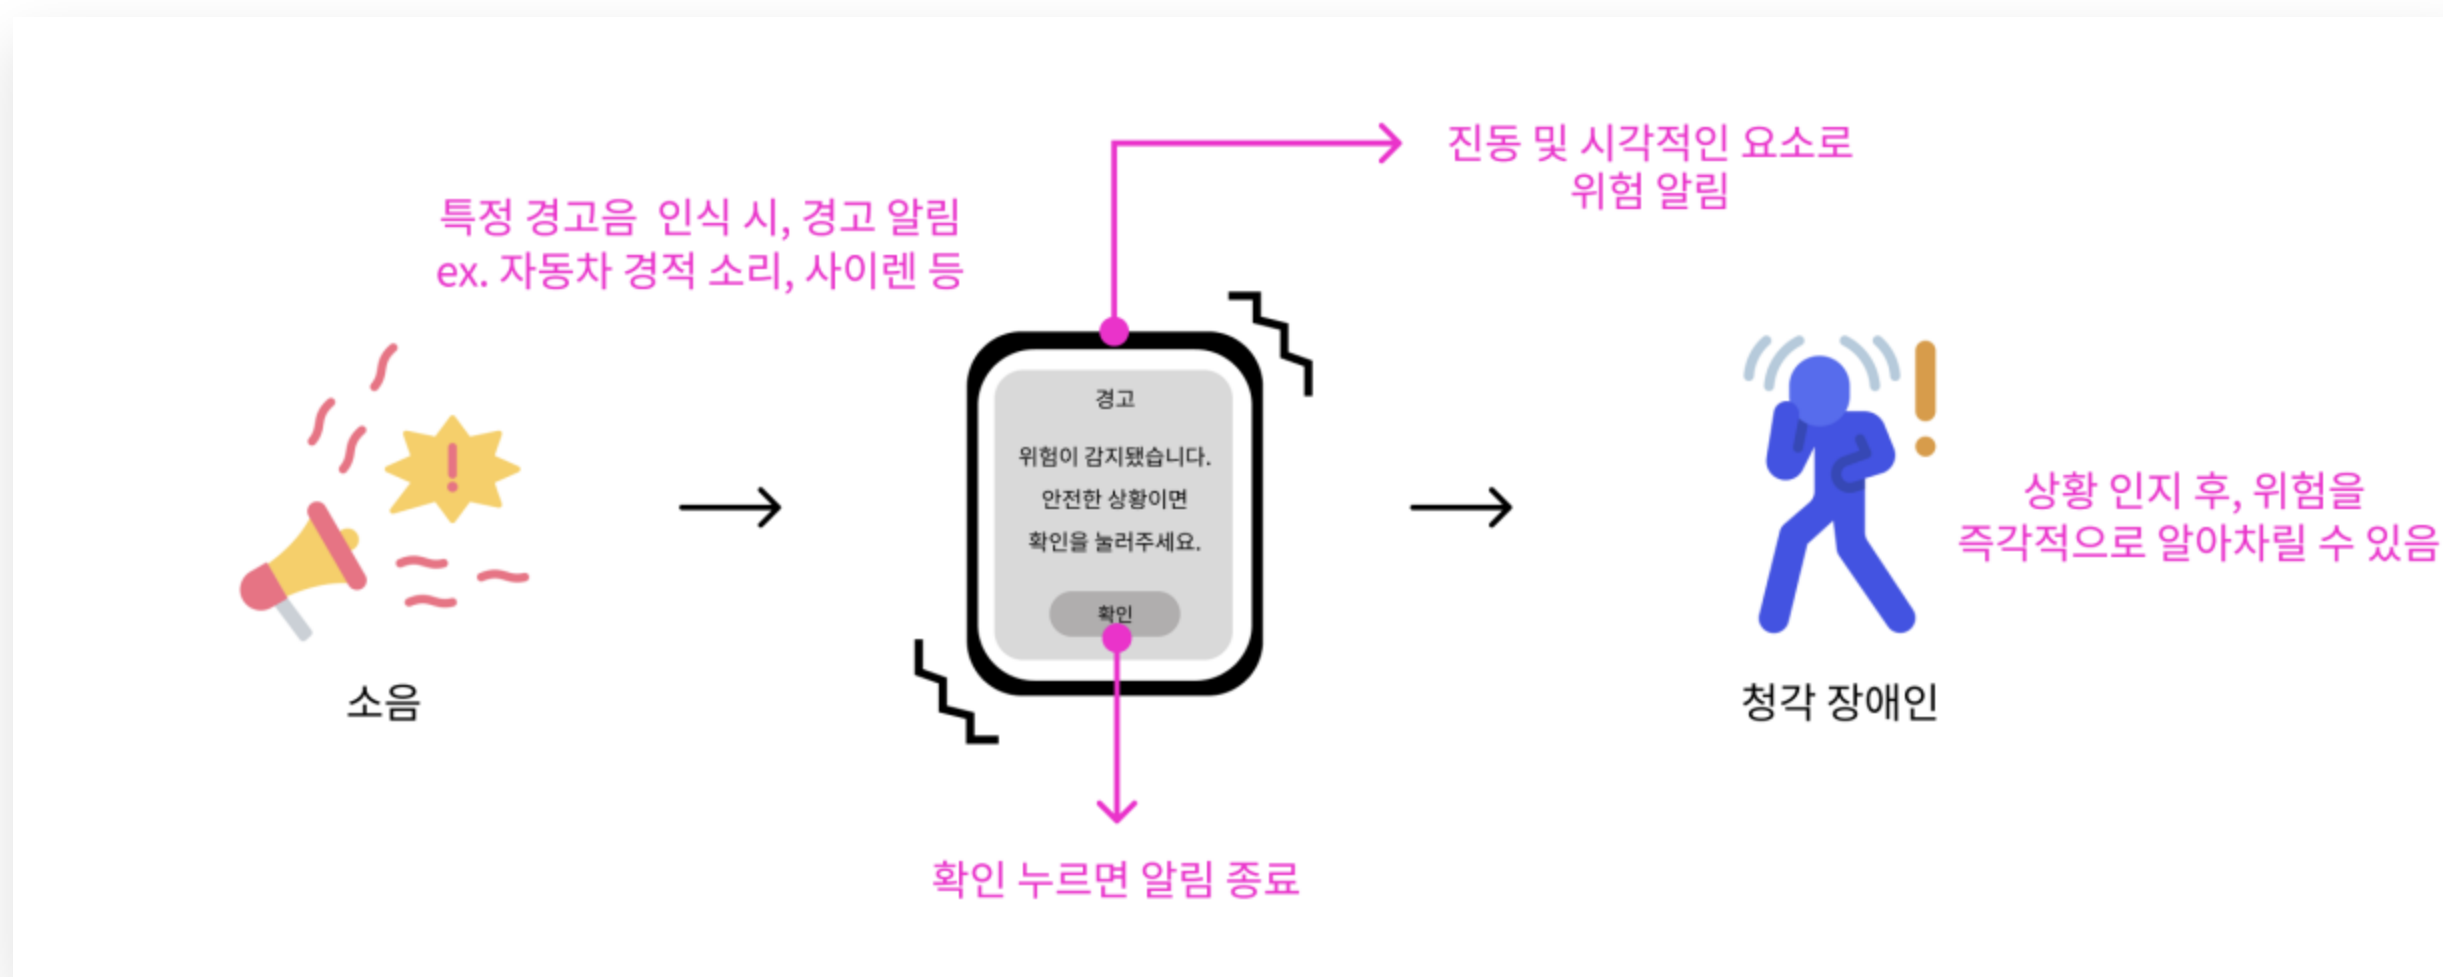 진동 및 시각적인 요소로
위험 알림
특정 경고음 인식 시, 경고 알림
ex. 자동차 경적 소리, 사이렌 등
경고
위험이 감지됐습니다.
안전한 상황이면
확인을 눌러주세요.
확인
상황 인지 후, 위험을
즉각적으로 알아차릴 수 있음
소음
청각 장애인
확인 누르면 알림 종료